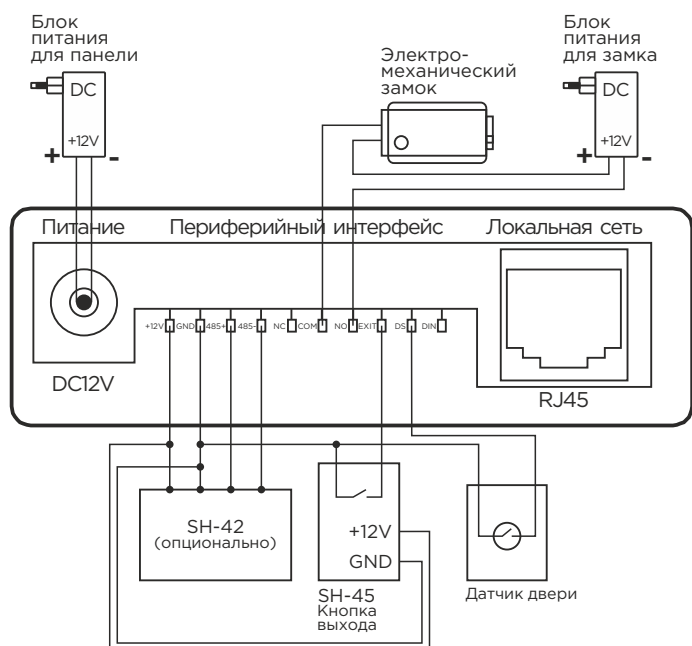 Блок
питания
для панели
DC
+12V
+
-
Электро-
механический
замок
Блок
питания
для замка
DC
+12V
+
-
Питание
Периферийный интерфейс
Локальная сеть
+12V GND 485+ 485- NC COM NO EXIT DS DIN
DC12V
RJ45
SH-42
(опционально)
+12V
GND
SH-45
Кнопка
выхода
Датчик двери